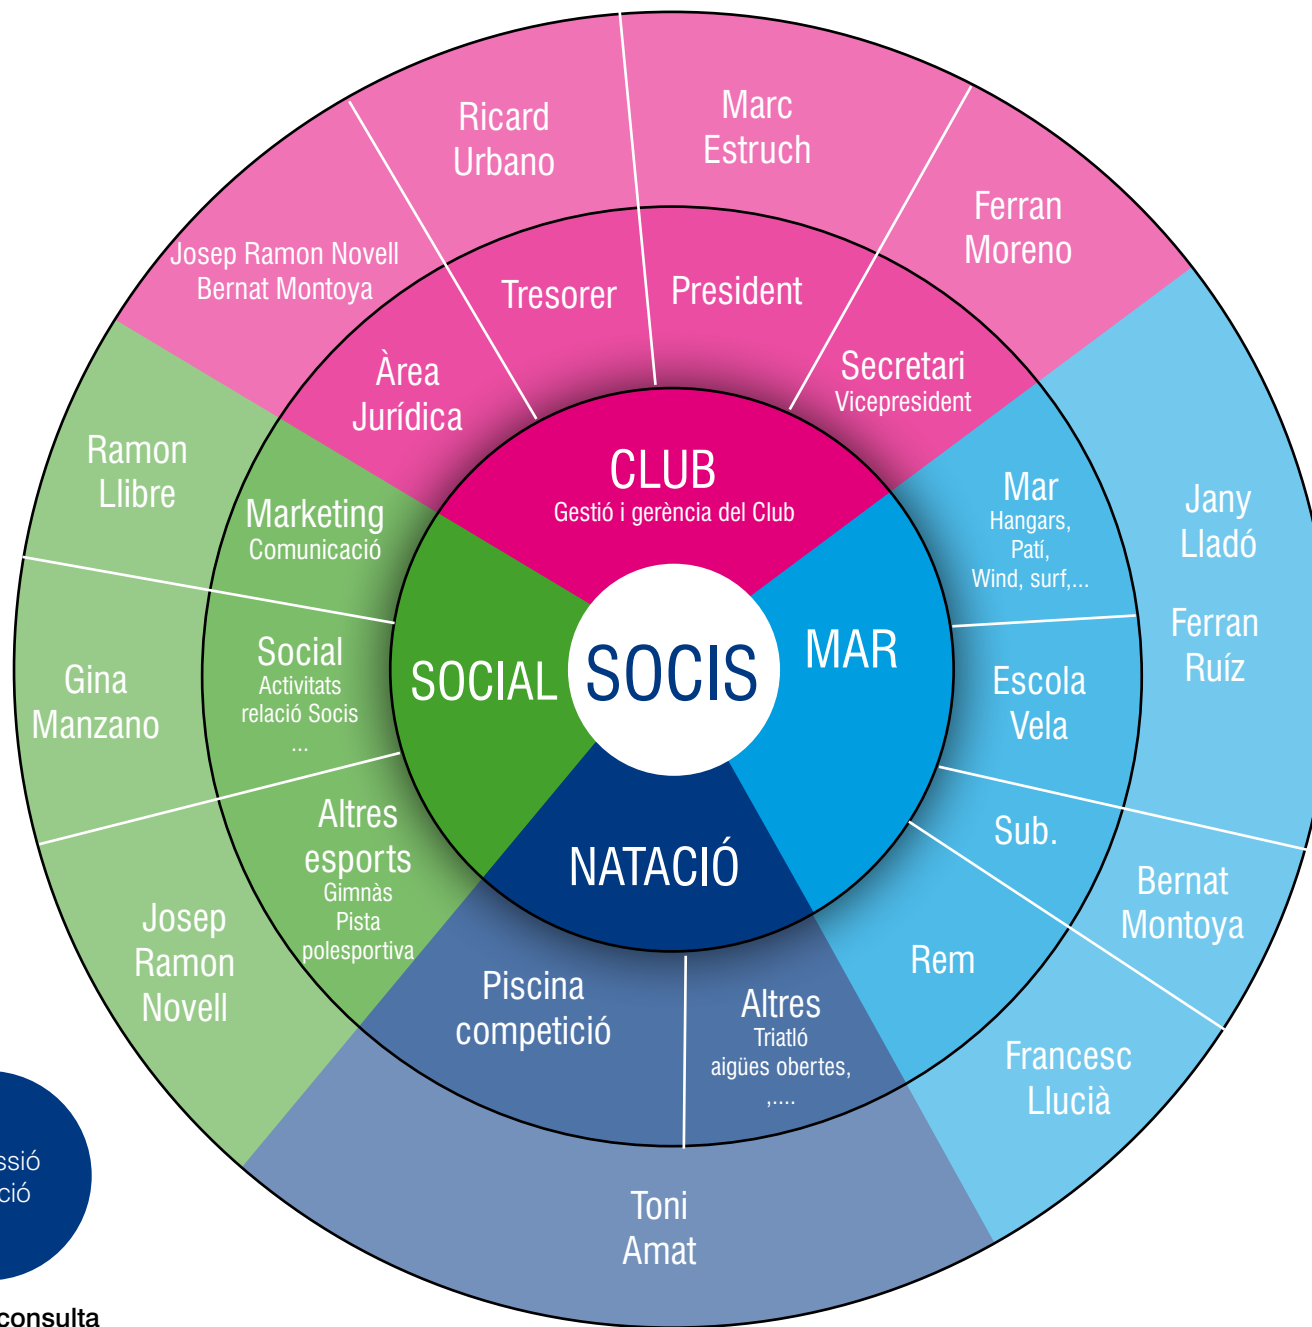 Ricard
Urbano
Marc
Estruch
Ferran
Moreno
Josep Ramon Novell
Bernat Montoya
Tresorer
President
Secretari
Vicepresident
Àrea
Jurídica
Ramon
Llibre
Marketing
Comunicació
CLUB
Gestió i gerència del Club
Mar
Hangars,
Patí,
Wind, surf,...
Jany
Lladó
Ferran
Ruíz
Gina
Manzano
Social
Activitats
relació Socis
...
SOCIAL
SOCIS
MAR
Escola
Vela
Altres
esports
Gimnàs
Pista
polesportiva
NATACIÓ
Sub.
Bernat
Montoya
Josep
Ramon
Novell
Piscina
competició
Altres
Triatló
aigües obertes,
,....
Rem
Francesc
Llucià
Toni
Amat
ssió
ció
consulta